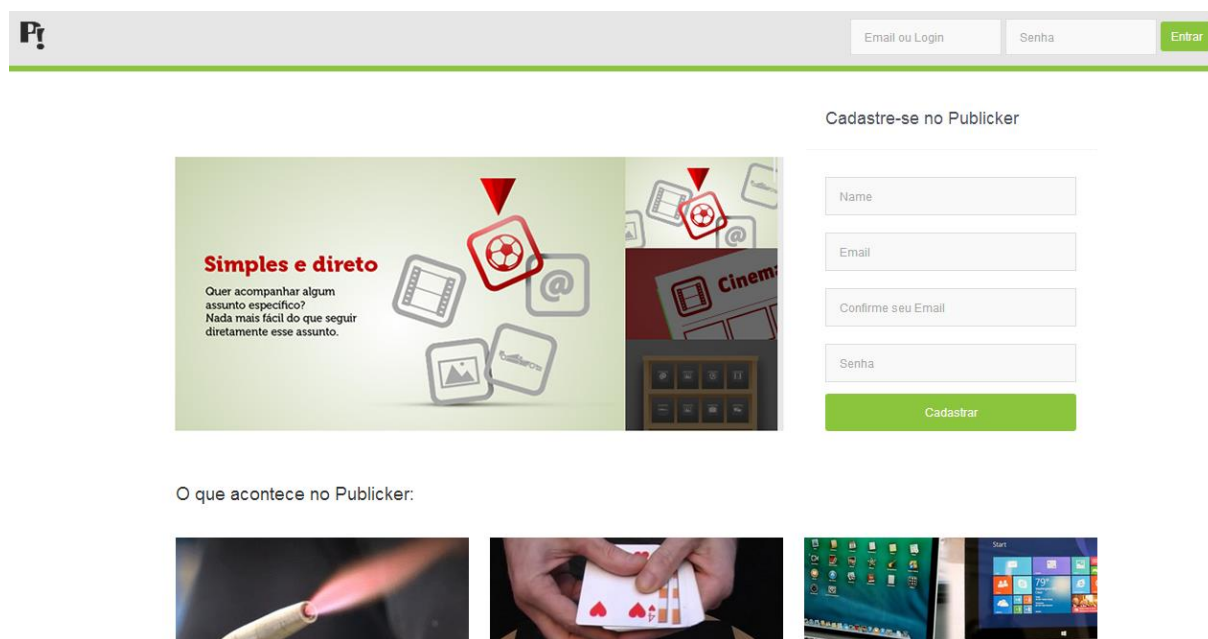 P!
Email ou Login
Senha
Entrar
Cadastre-se no Publicker
Simples e direto
Quer acompanhar algum
assunto específico?
Nada mais fácil do que seguir
diretamente esse assunto.
@
@
Cinema
Name
Email
Confirme seu Email
Senha
Cadastrar
O que acontece no Publicker:
4
Start
79°